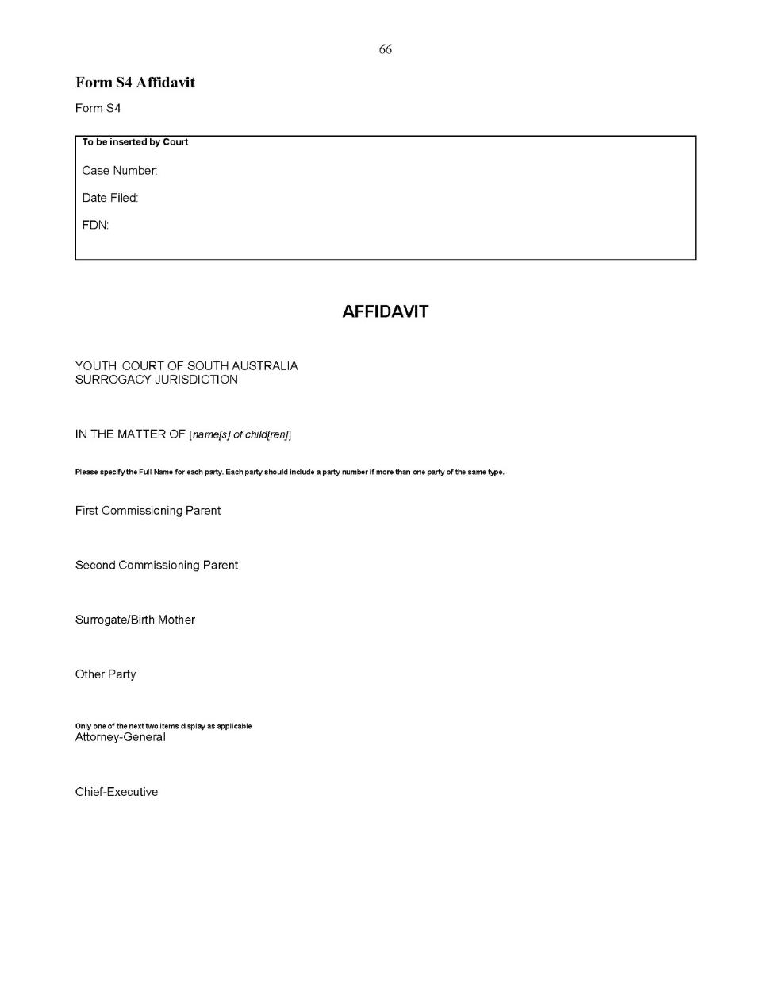 66
Form S4 Affidavit
Form S4
To be inserted by Court
Case Number:
Date Filed:
FDN:
AFFIDAVIT
YOUTH COURT OF SOUTH AUSTRALIA
SURROGACY JURISDICTION
IN THE MATTER OF [name[s] of child[ren]]
Please specify the Full Name for each party. Each party should include a party number if more than one party of the same type.
First Commissioning Parent
Second Commissioning Parent
Surrogate/Birth Mother
Other Party
Only one of the next two items display as applicable
Attorney-General
Chief-Executive